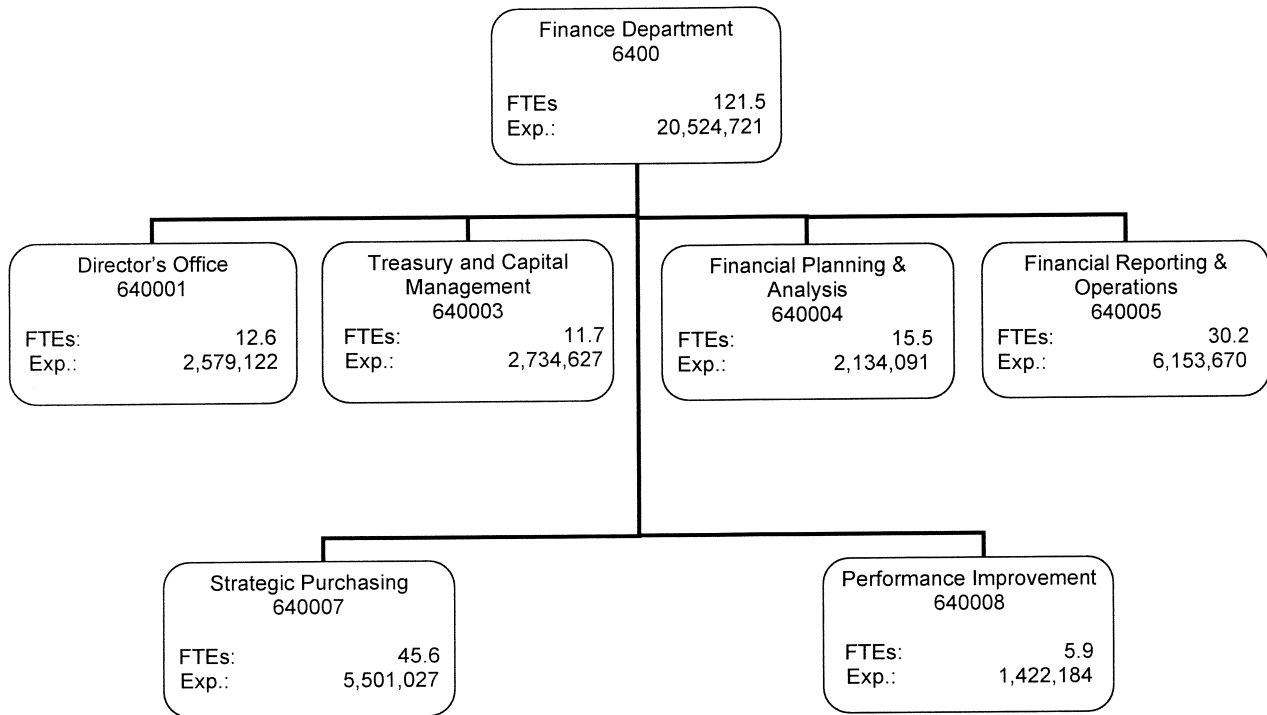 Finance Department
6400
FTEs 121.5
Exp.: 20,524,721
Director's Office
640001
FTEs: 12.6
Exp.: 2,579,122
Treasury and Capital
Management
640003
FTEs: 11.7
Exp.: 2,734,627
Financial Planning &
Analysis
640004
FTEs: 15.5
Exp.: 2,134,091
Financial Reporting &
Operations
640005
FTEs: 30.2
Exp.: 6,153,670
Strategic Purchasing
640007
FTEs: 45.6
Exp.: 5,501,027
Performance Improvement
640008
FTEs: 5.9
Exp.: 1,422,184